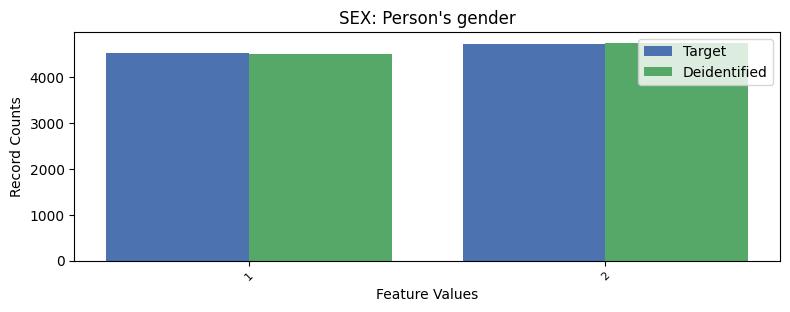 SEX: Person's gender
Target
Deidentified
Record Counts
4000
3000
2000
1000
0
1
2
Feature Values